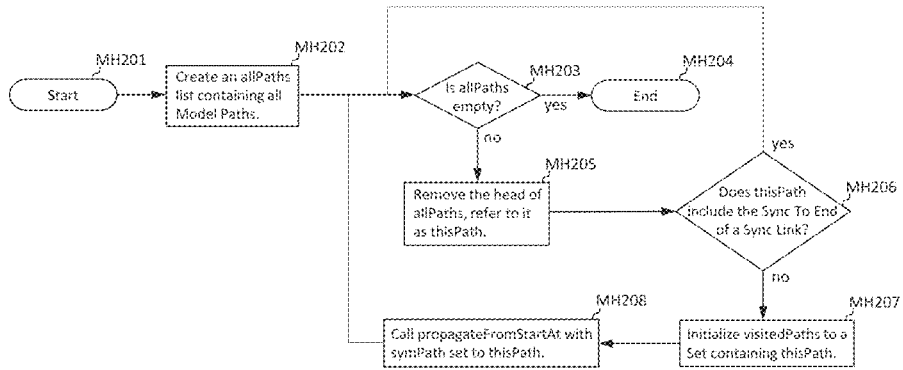 MH201
Start
MH202
Create an allPaths
list containing all
Model Paths.
MH203
Is allPaths
empty?
yes
MH204
End
no
MH205
Remove the head of
allPaths, refer to it
as thisPath.
yes
MH206
Does thisPath
include the Sync To End
of a Sync Link?
no
MH207
Initialize visitedPaths to a
Set containing thisPath.
MH208
Call propagateFromStartAt with
symPath set to thisPath.